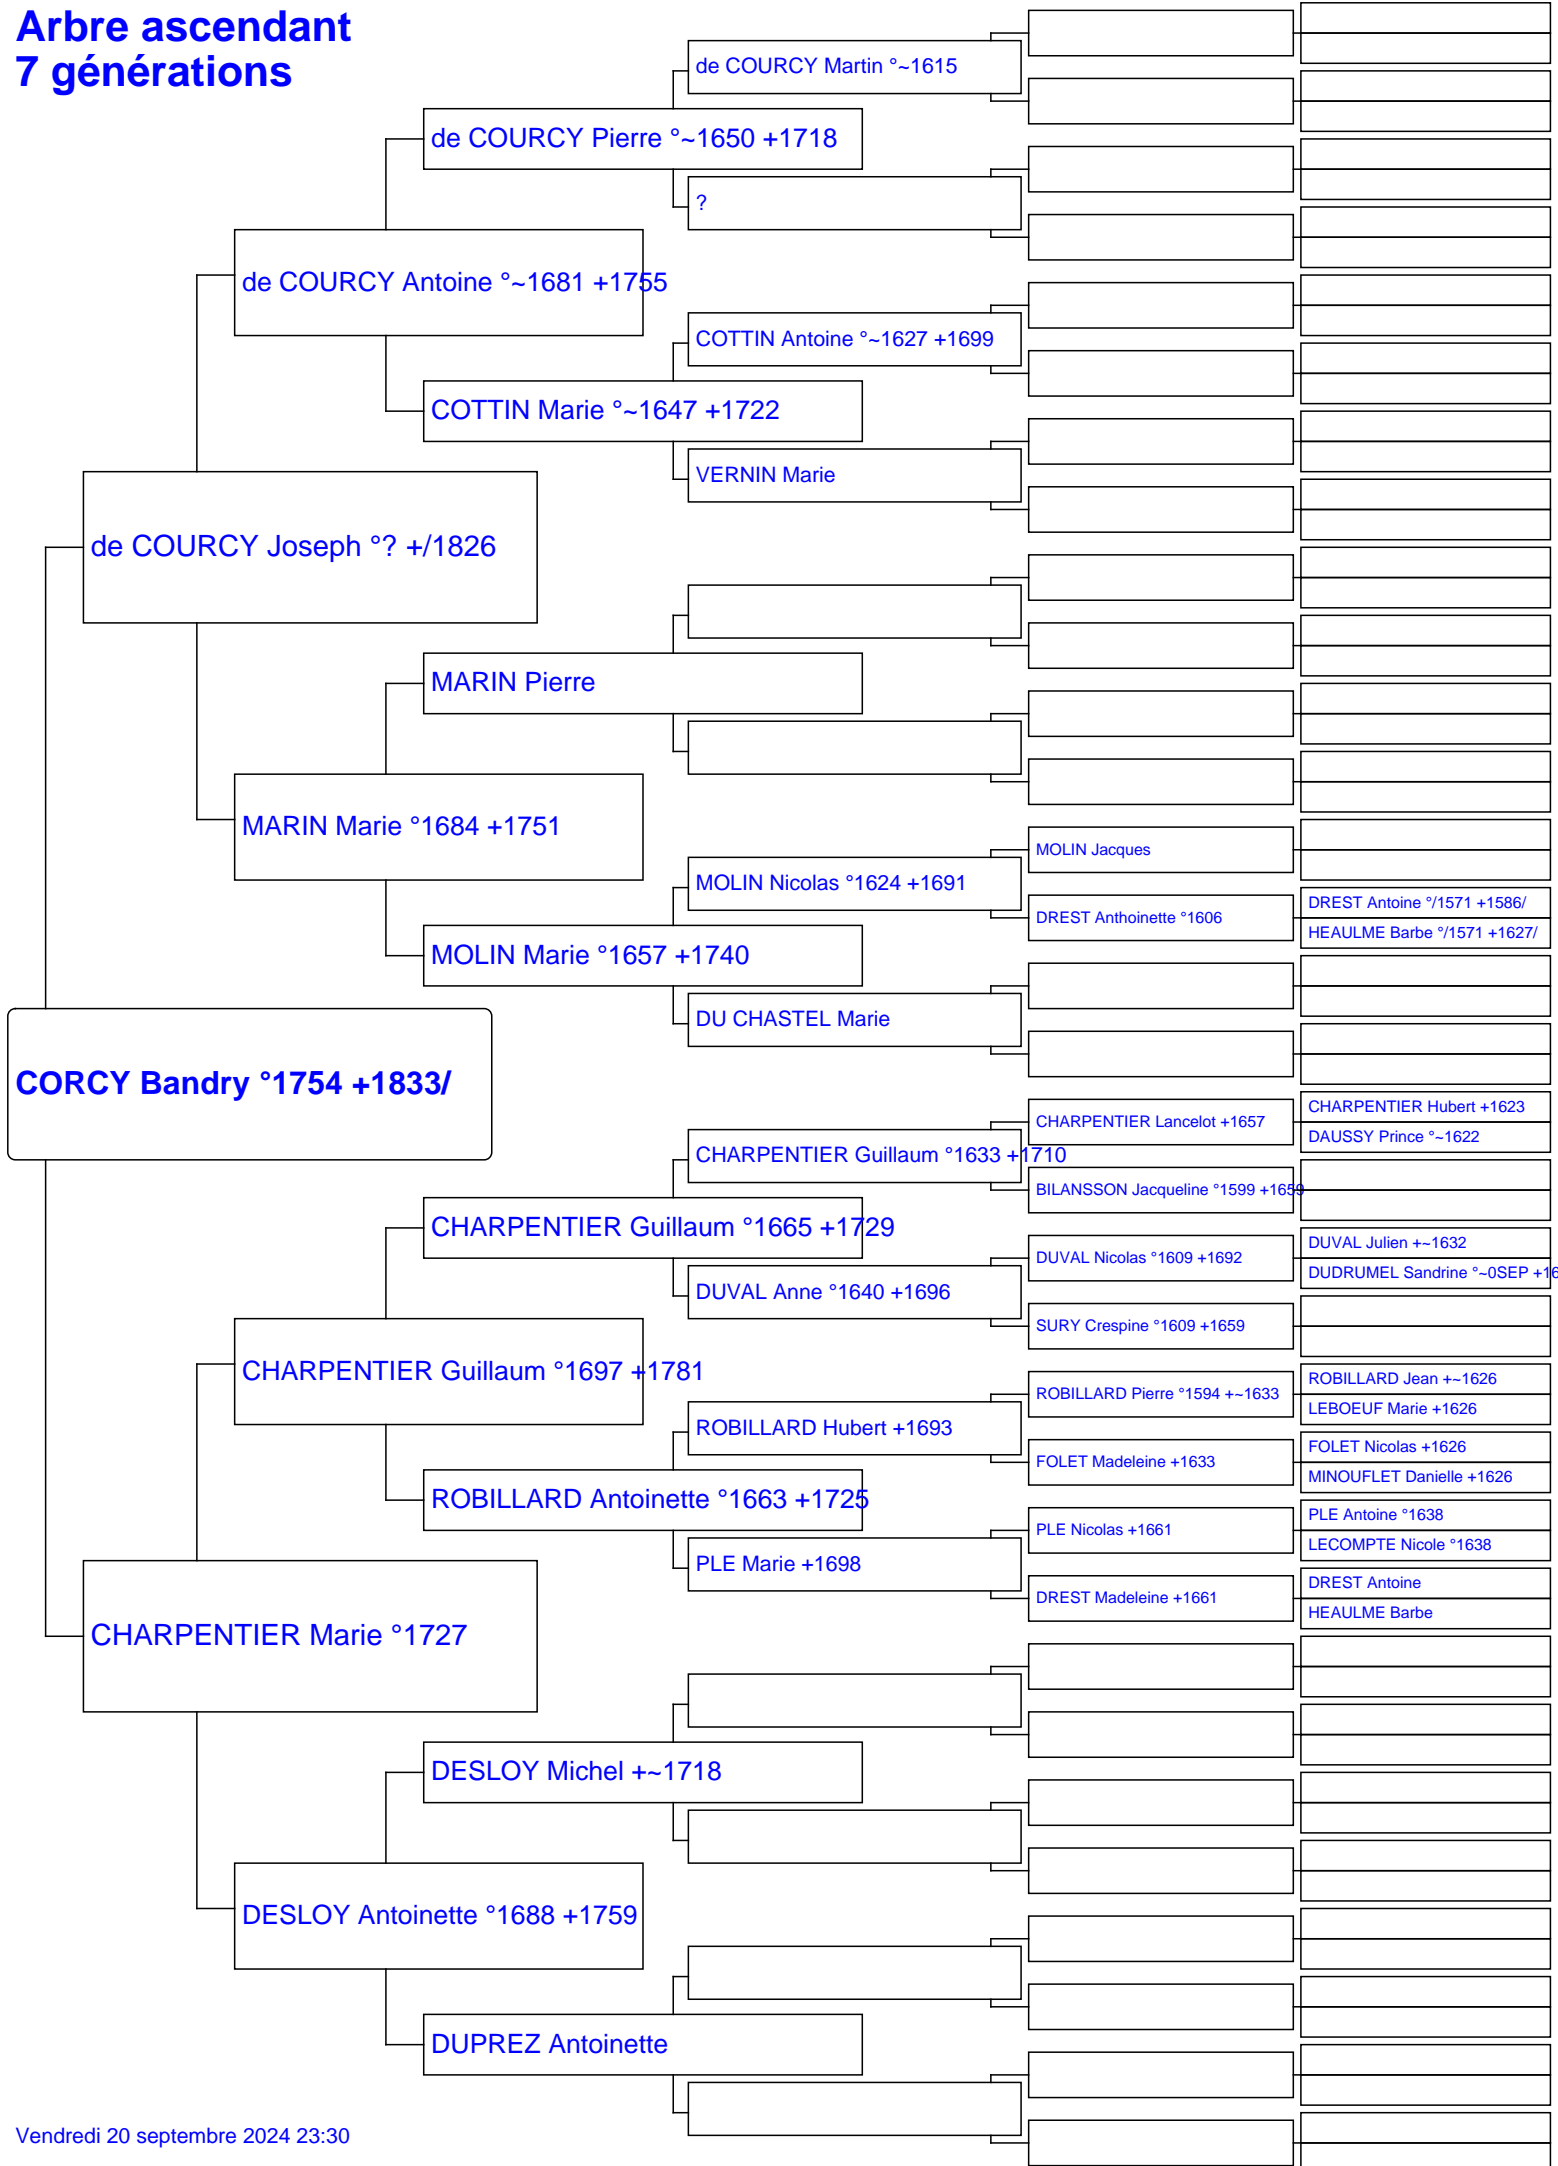 Arbre ascendant
7 générations
de COURCY Martin °~1615
de COURCY Pierre °~1650 +1718
?
de COURCY Antoine °~1681 +1755
COTTIN Antoine °~1627 +1699
COTTIN Marie °~1647 +1722
VERNIN Marie
de COURCY Joseph °? +/1826
MARIN Pierre
MARIN Marie °1684 +1751
MOLIN Jacques
MOLIN Nicolas °1624 +1691
DREST Antoine °/1571 +1586/
DREST Anthoinette °1606
HEAULME Barbe °/1571 +1627/
MOLIN Marie °1657 +1740
DU CHASTEL Marie
CORCY Bandry °1754 +1833/
CHARPENTIER Hubert +1623
CHARPENTIER Lancelot +1657
DAUSSY Prince °~1622
CHARPENTIER Guillaum °1633 +1710
BILANSSON Jacqueline °1599 +1659
CHARPENTIER Guillaum °1665 +1729
DUVAL Julien +~1632
DUVAL Nicolas °1609 +1692
DUDRUMEL Sandrine °~0SEP +16
DUVAL Anne °1640 +1696
SURY Crespine °1609 +1659
CHARPENTIER Guillaum °1697 +1781
ROBILLARD Jean +~1626
ROBILLARD Pierre °1594 +~1633
LEBOEUF Marie +1626
ROBILLARD Hubert +1693
FOLET Nicolas +1626
FOLET Madeleine +1633
MINOUFLET Danielle +1626
ROBILLARD Antoinette °1663 +1725
PLE Antoine °1638
PLE Nicolas +1661
LECOMPTE Nicole °1638
PLE Marie +1698
DREST Antoine
DREST Madeleine +1661
HEAULME Barbe
CHARPENTIER Marie °1727
DESLOY Michel +~1718
DESLOY Antoinette °1688 +1759
DUPREZ Antoinette
Vendredi 20 septembre 2024 23:30